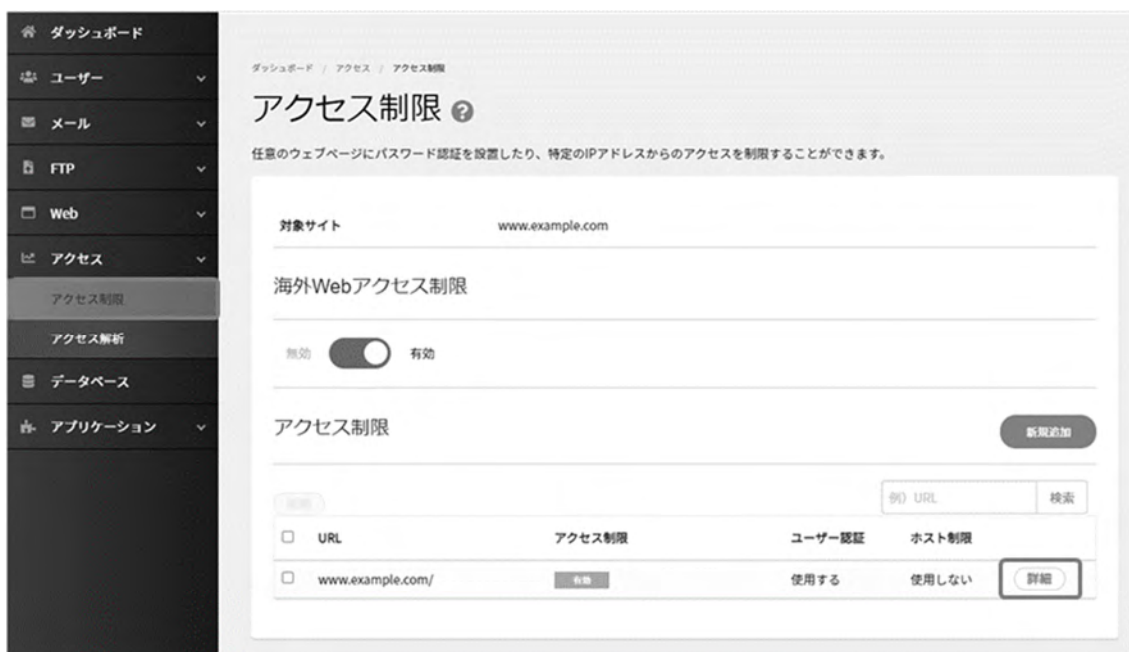 ダッシュボード
ユーザー
メール
FTP
Web
アクセス
アクセス制限
アクセス解析
データベース
アプリケーション
ダッシュボード / アクセス / アクセス制限
アクセス制限 ?
任意のウェブページにパスワード認証を設置したり、特定のIPアドレスからのアクセスを制限することができます。
対象サイト www.example.com
海外Webアクセス制限
無効 有効
アクセス制限 新規追加
例）URL 検索
URL アクセス制限 ユーザー認証 ホスト制限
www.example.com/ 有効 使用する 使用しない 詳細